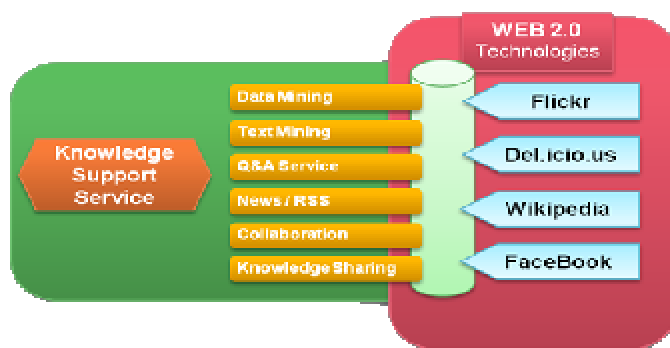 WEB 2.0
Technologies
Data Mining
Text Mining
Q&A Service
News / RSS
Collaboration
Knowledge Sharing
Knowledge
Support
Service
Flickr
Del.icio.us
Wikipedia
FaceBook